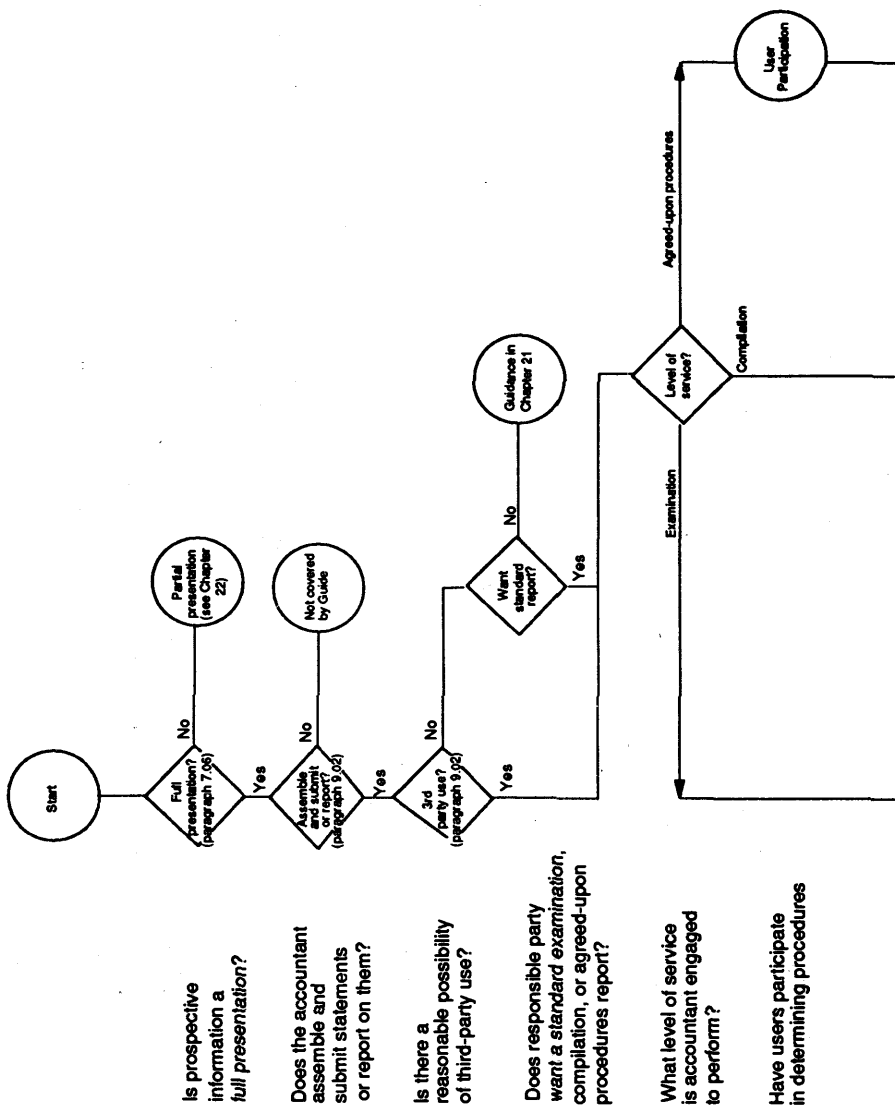 Start
Is prospective
information a
full presentation?
Full
presentation?
(paragraph 7.06)
No
Partial
presentation
(see Chapter
22)
Yes
Does the accountant
assemble and
submit statements
or report on them?
Assemble
and submit
or report?
(paragraph 9.02)
No
Not covered
by Guide
Yes
Is there a
reasonable possibility
of third-party use?
3rd
party use?
(paragraph 9.02)
No
Yes
Does responsible party
want a standard examination,
compilation, or agreed-upon
procedures report?
Want
standard
report?
No
Guidance in
Chapter 21
Yes
What level of service
is accountant engaged
to perform?
Level of
service?
Examination
Compilation
Agreed-upon procedures
Have users participate
in determining procedures
User
Participation